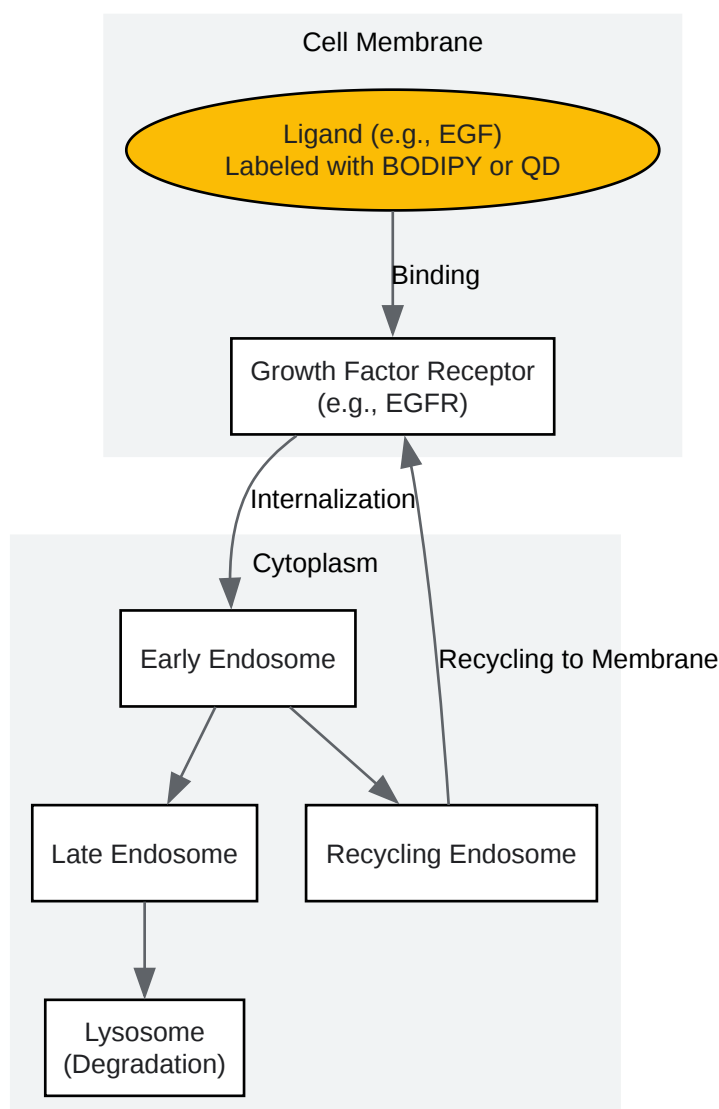 Cell Membrane
Ligand (e.g., EGF)
Labeled with BODIPY or QD
Binding
Growth Factor Receptor
(e.g., EGFR)
Internalization
Cytoplasm
Early Endosome
Recycling to Membrane
Late Endosome
Recycling Endosome
Lysosome
(Degradation)